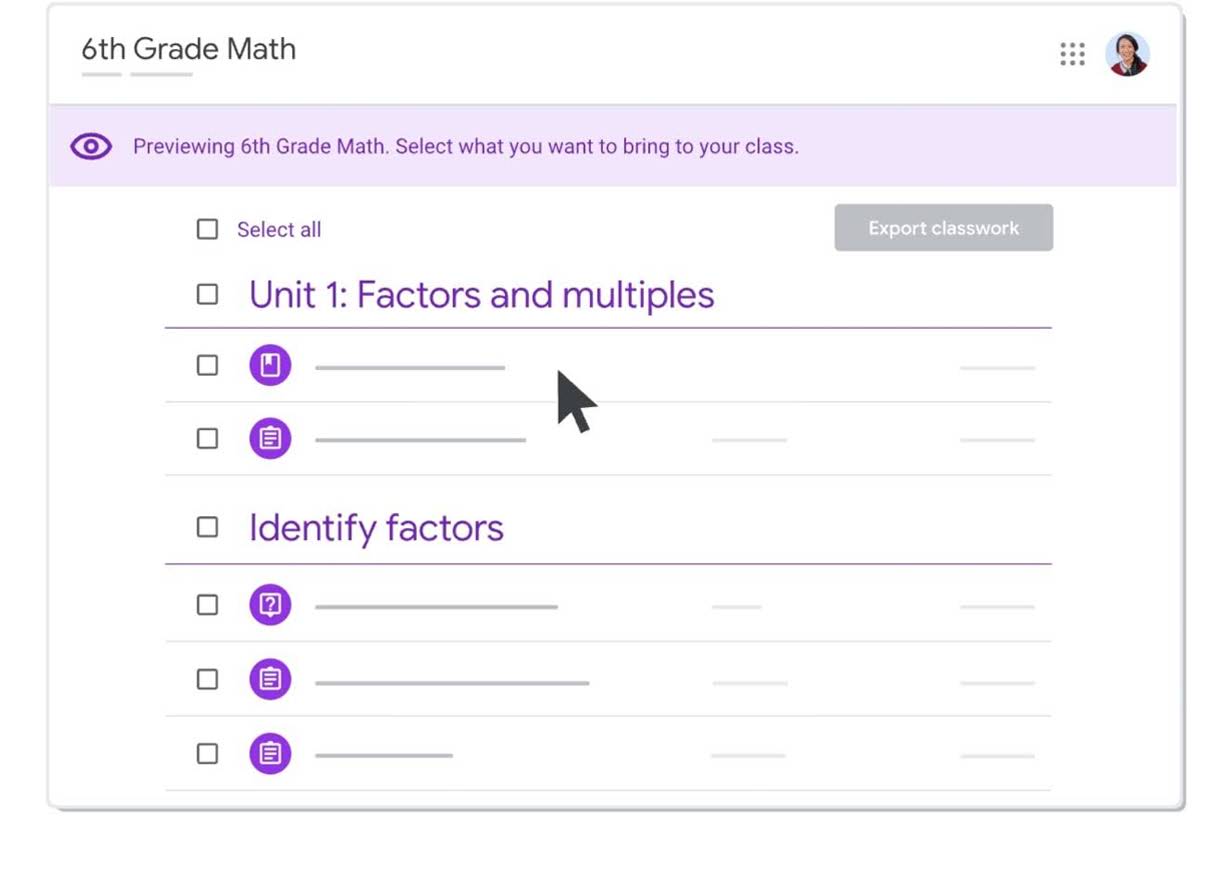 6th Grade Math
Previewing 6th Grade Math. Select what you want to bring to your class.
Select all
Export classwork
Unit 1: Factors and multiples
Identify factors